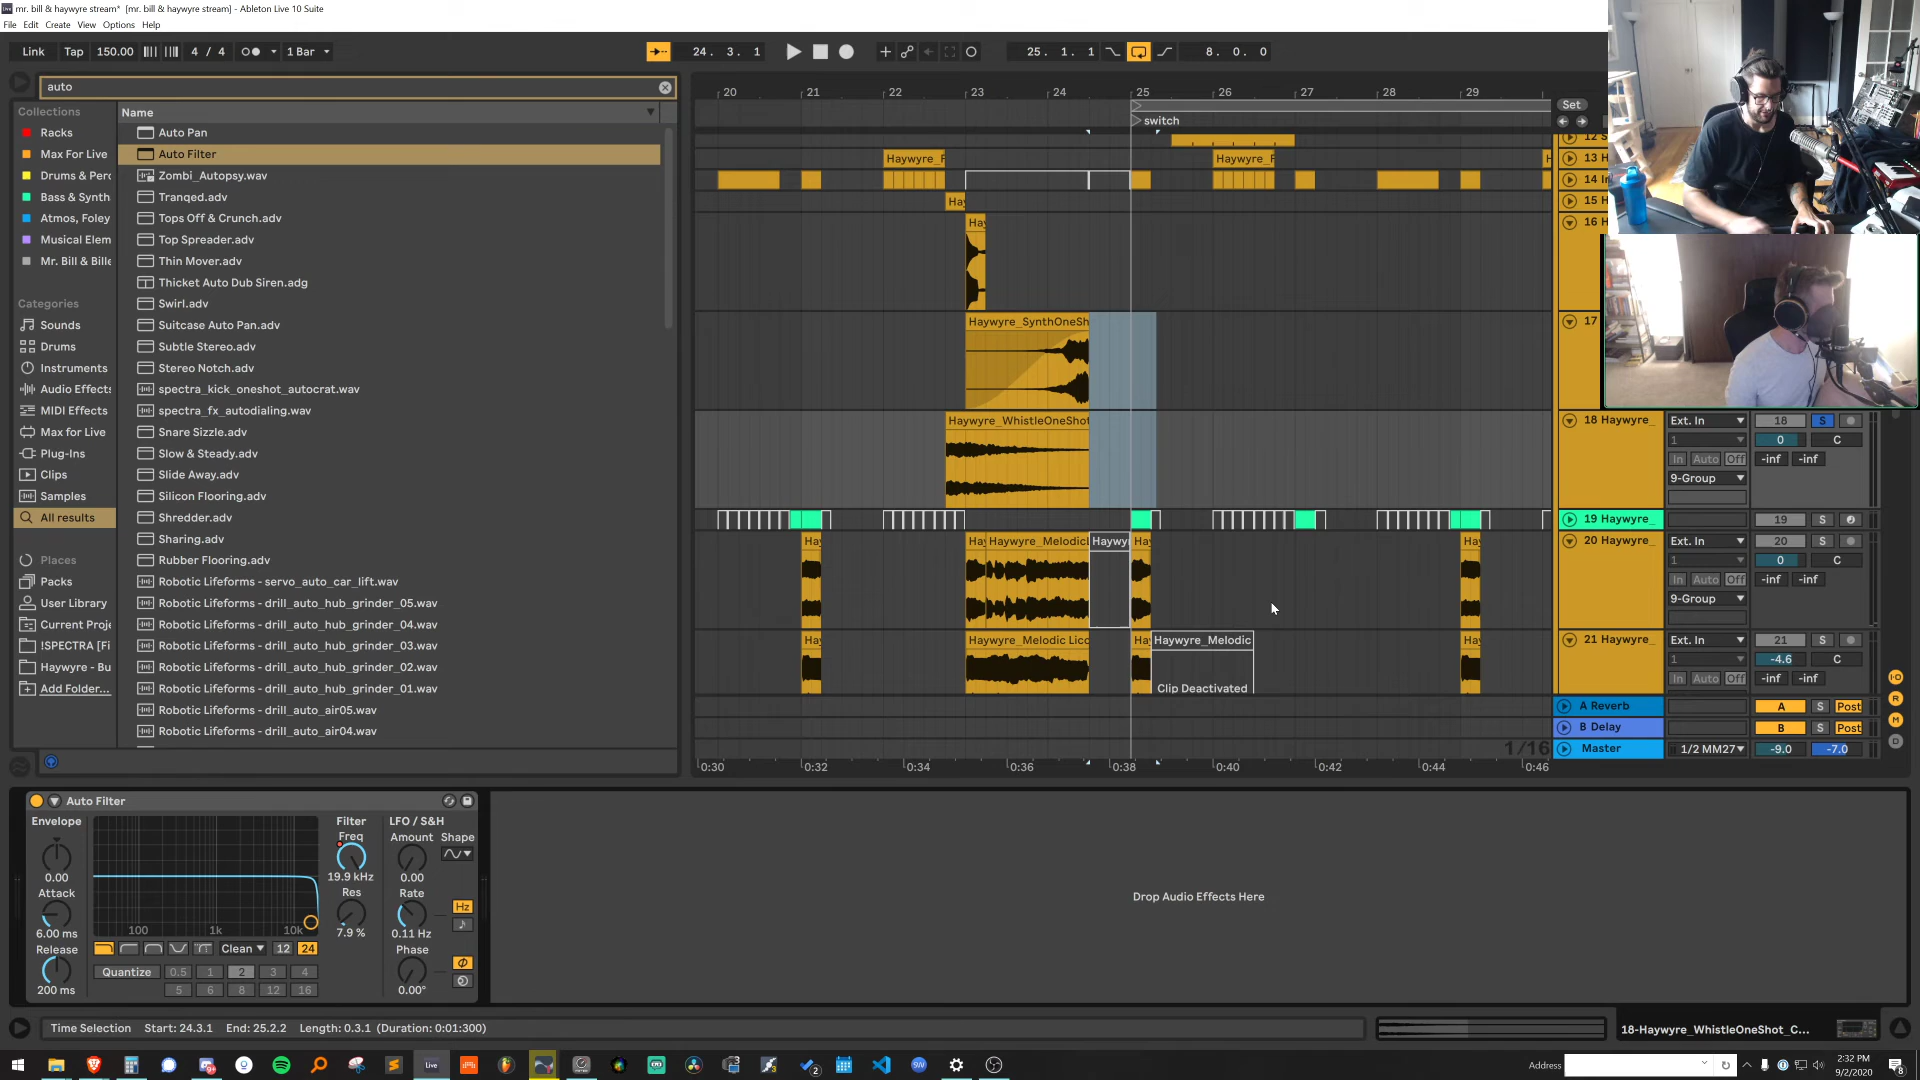 mr. bill & haywyre stream* [mr. bill & haywyre stream] - Ableton Live 10 Suite
File Edit Create View Options Help
Link Tap 150.00 4 / 4 1 Bar 24. 3. 1 25. 1. 1 8. 0. 0
auto
Collections
Racks
Max For Live
Drums & Perc
Bass & Synth
Atmos, Foley
Musical Elem
Mr. Bill & Bille
Categories
Sounds
Drums
Instruments
Audio Effects
MIDI Effects
Max for Live
Plug-Ins
Clips
Samples
All results
Places
Packs
User Library
Current Proje
!SPECTRA [Fi
Haywyre - Bu
Add Folder...
Name
Auto Pan
Auto Filter
Zombi_Autopsy.wav
Tranqed.adv
Tops Off & Crunch.adv
Top Spreader.adv
Thin Mover.adv
Thicket Auto Dub Siren.adg
Swirl.adv
Suitcase Auto Pan.adv
Subtle Stereo.adv
Stereo Notch.adv
spectra_kick_oneshot_autocrat.wav
spectra_fx_autodialing.wav
Snare Sizzle.adv
Slow & Steady.adv
Slide Away.adv
Silicon Flooring.adv
Shredder.adv
Sharing.adv
Rubber Flooring.adv
Robotic Lifeforms - servo_auto_car_lift.wav
Robotic Lifeforms - drill_auto_hub_grinder_05.wav
Robotic Lifeforms - drill_auto_hub_grinder_04.wav
Robotic Lifeforms - drill_auto_hub_grinder_03.wav
Robotic Lifeforms - drill_auto_hub_grinder_02.wav
Robotic Lifeforms - drill_auto_hub_grinder_01.wav
Robotic Lifeforms - drill_auto_air05.wav
Robotic Lifeforms - drill_auto_air04.wav
20 21 22 23 24 25 26 27 28 29
Set
switch
Haywyre_F Haywyre_F 13 H
14 In
Hay 15 H
Hay 16 H
Haywyre_SynthOneSh 17
Haywyre_WhistleOneShot 18 Haywyre_ Ext. In 18 S
1 0 C
In Auto Off -inf -inf
9-Group
19 Haywyre_ 19 S
Hay Hay Haywyre_Melodic Haywy Hay Hay 20 Haywyre_ Ext. In 20 S
1 0 C
In Auto Off -inf -inf
9-Group
Hay Haywyre_Melodic Lico Hay Haywyre_Melodic Hay 21 Haywyre_ Ext. In 21 S
1 -4.6 C
Clip Deactivated In Auto Off -inf -inf
A Reverb A S Post
B Delay B S Post
1/16 Master 1/2 MM27 -9.0 -7.0
0:30 0:32 0:34 0:36 0:38 0:40 0:42 0:44 0:46
Auto Filter
Envelope Filter LFO / S&H
Freq Amount Shape
0.00 19.9 kHz 0.00
Attack Res Rate
Hz
100 1k 10k
6.00 ms 7.9 % 0.11 Hz
Release Clean 12 24 Phase
Quantize 0.5 1 2 3 4
200 ms 5 6 8 12 16 0.00°
Drop Audio Effects Here
Time Selection Start: 24.3.1 End: 25.2.2 Length: 0.3.1 (Duration: 0:01:300)
18-Haywyre_WhistleOneShot_C...
Live
Address
2:32 PM
9/2/2020